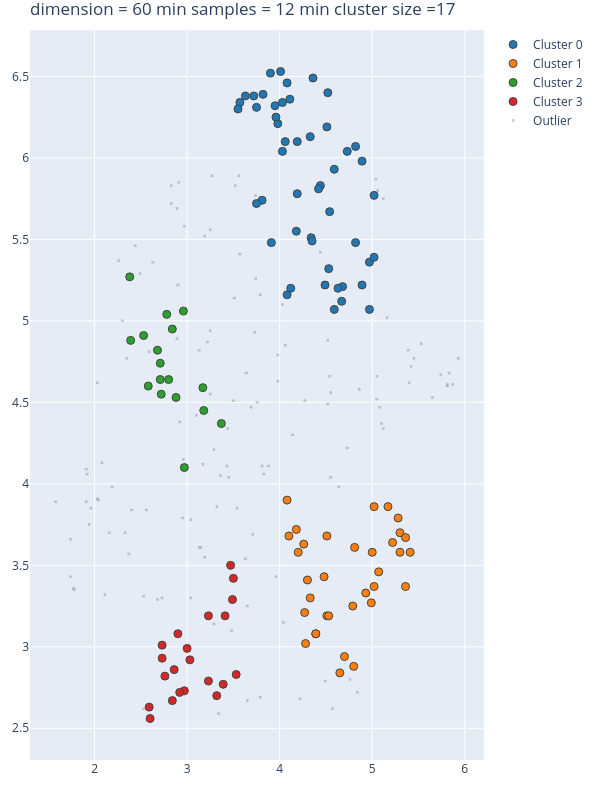 dimension = 60 min samples = 12 min cluster size =17
Cluster 0
Cluster 1
Cluster 2
Cluster 3
Outlier
6.5
6
5.5
5
4.5
4
3.5
3
2.5
2 3 4 5 6